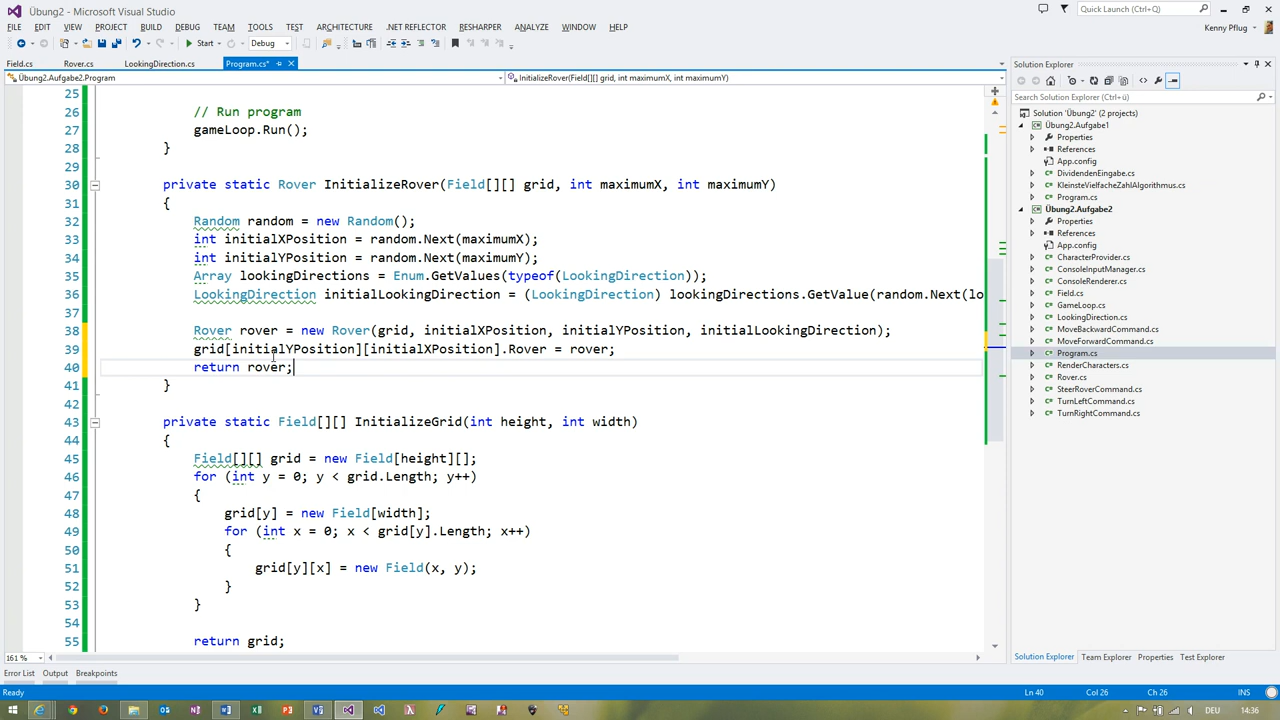 Übung2 - Microsoft Visual Studio
Quick Launch (Ctrl+Q)
FILE EDIT VIEW PROJECT BUILD DEBUG TEAM TOOLS TEST ARCHITECTURE .NET REFLECTOR RESHARPER ANALYZE WINDOW HELP
Kenny Pflug
Start Debug
Field.cs Rover.cs LookingDirection.cs Program.cs*
Übung2.Aufgabe2.Program
InitializeRover(Field[][] grid, int maximumX, int maximumY)
25
26 // Run program
27 gameLoop.Run();
28 }
29
30 private static Rover InitializeRover(Field[][] grid, int maximumX, int maximumY)
31 {
32 Random random = new Random();
33 int initialXPosition = random.Next(maximumX);
34 int initialYPosition = random.Next(maximumY);
35 Array lookingDirections = Enum.GetValues(typeof(LookingDirection));
36 LookingDirection initialLookingDirection = (LookingDirection) lookingDirections.GetValue(random.Next(lo
37
38 Rover rover = new Rover(grid, initialXPosition, initialYPosition, initialLookingDirection);
39 grid[initialYPosition][initialXPosition].Rover = rover;
40 return rover;
41 }
42
43 private static Field[][] InitializeGrid(int height, int width)
44 {
45 Field[][] grid = new Field[height][];
46 for (int y = 0; y < grid.Length; y++)
47 {
48 grid[y] = new Field[width];
49 for (int x = 0; x < grid[y].Length; x++)
50 {
51 grid[y][x] = new Field(x, y);
52 }
53 }
54
55 return grid;
161 %
Solution Explorer
Search Solution Explorer (Ctrl+ü)
Solution 'Übung2' (2 projects)
Übung2.Aufgabe1
Properties
References
App.config
DividendenEingabe.cs
KleinsteVielfacheZahlAlgorithmus.cs
Program.cs
Übung2.Aufgabe2
Properties
References
App.config
CharacterProvider.cs
ConsoleInputManager.cs
ConsoleRenderer.cs
Field.cs
GameLoop.cs
LookingDirection.cs
MoveBackwardCommand.cs
MoveForwardCommand.cs
Program.cs
RenderCharacters.cs
Rover.cs
SteerRoverCommand.cs
TurnLeftCommand.cs
TurnRightCommand.cs
Solution Explorer Team Explorer Properties Test Explorer
Error List Output Breakpoints
Ready Ln 40 Col 26 Ch 26 INS
DEU 14:36